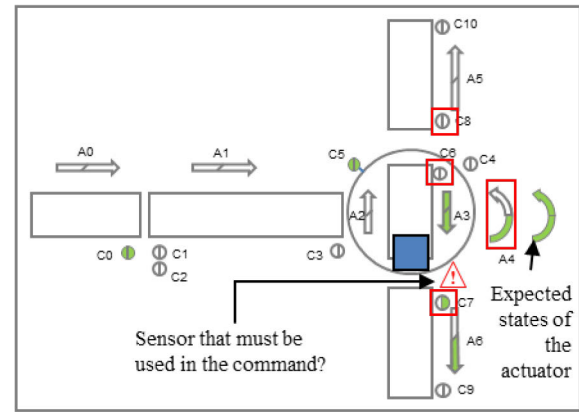 C10
A5
C8
A0
A1
C5
C6
C4
A2
A3
A4
C0
C1
C2
C3
C7
Expected
states of
the
actuator
Sensor that must be
used in the command?
A6
C9